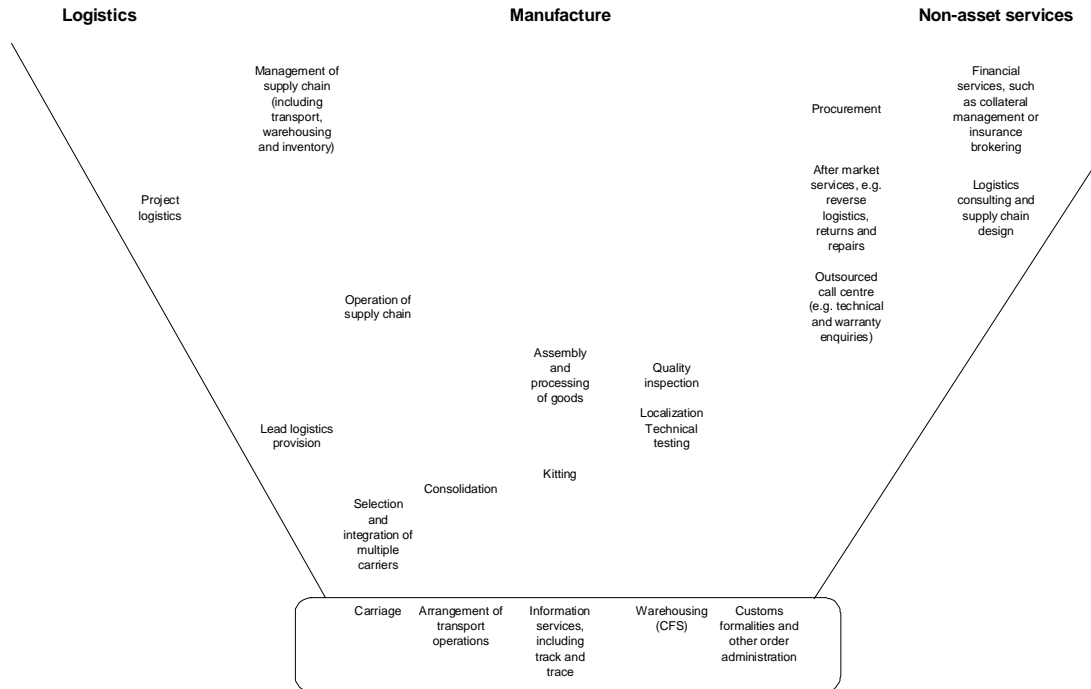 Logistics
Manufacture
Non-asset services
Management of
supply chain
(including
transport,
warehousing
and inventory)
Procurement
Financial
services, such
as collateral
management or
insurance
brokering
Project
logistics
After market
services, e.g.
reverse
logistics,
returns and
repairs
Logistics
consulting and
supply chain
design
Operation of
supply chain
Outsourced
call centre
(e.g. technical
and warranty
enquiries)
Assembly
and
processing
of goods
Quality
inspection
Lead logistics
provision
Localization
Technical
testing
Kitting
Consolidation
Selection
and
integration of
multiple
carriers
Carriage
Arrangement of
transport
operations
Information
services,
including
track and
trace
Warehousing
(CFS)
Customs
formalities and
other order
administration